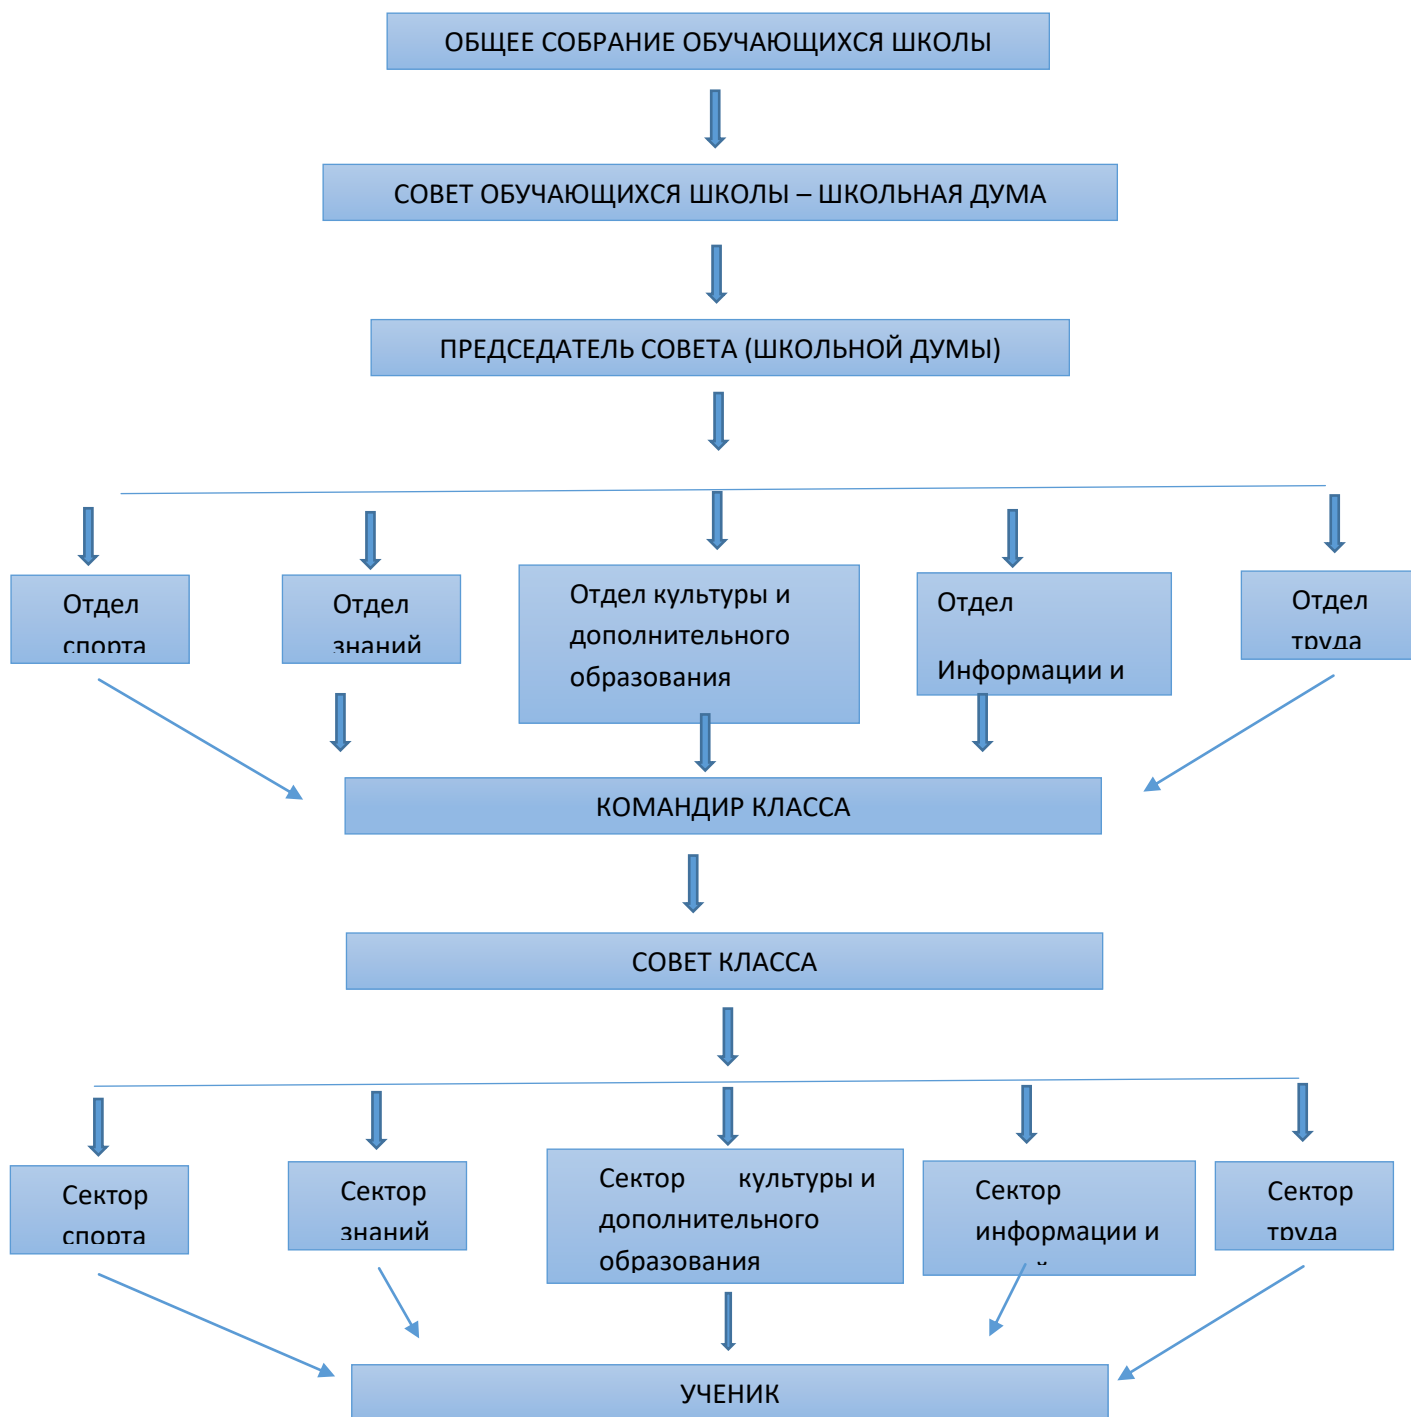 ОБЩЕЕ СОБРАНИЕ ОБУЧАЮЩИХСЯ ШКОЛЫ
СОВЕТ ОБУЧАЮЩИХСЯ ШКОЛЫ – ШКОЛЬНАЯ ДУМА
ПРЕДСЕДАТЕЛЬ СОВЕТА (ШКОЛЬНОЙ ДУМЫ)
Отдел
спорта
Отдел
знаний
Отдел культуры и
дополнительного
образования
Отдел
Информации и
Отдел
труда
КОМАНДИР КЛАССА
СОВЕТ КЛАССА
Сектор
спорта
Сектор
знаний
Сектор культуры и
дополнительного
образования
Сектор
информации и
Сектор
труда
УЧЕНИК